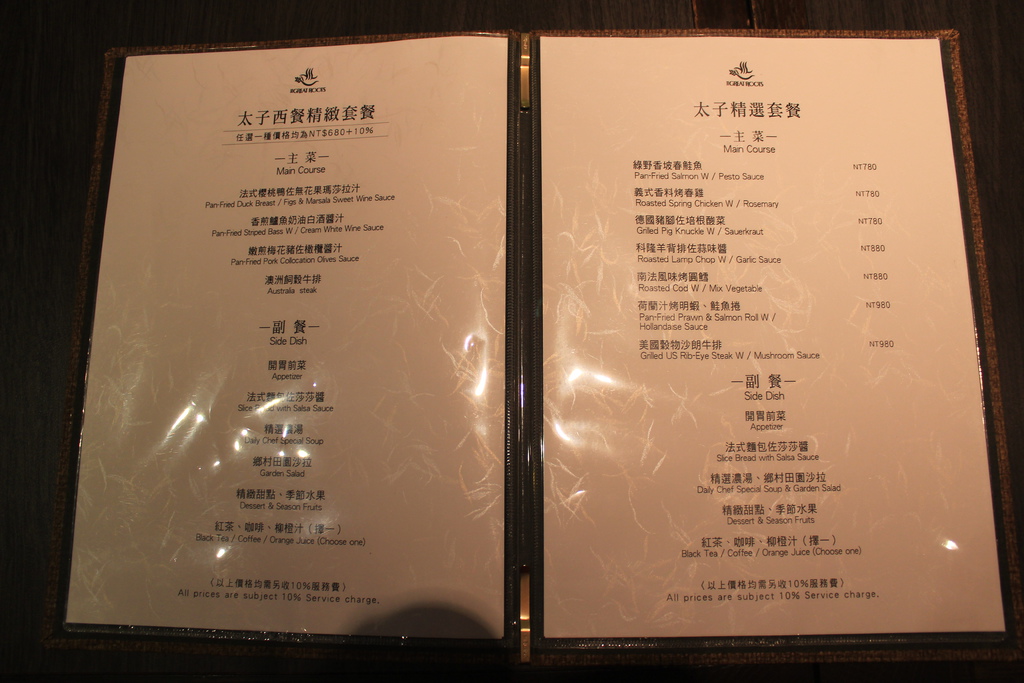 THE GREAT ROOTS
太子西餐精緻套餐
任選一種價格均為NT$680+10%
—主 菜—
Main Course
法式櫻桃鴨佐無花果瑪莎拉汁
Pan-Fried Duck Breast / Figs & Marsala Sweet Wine Sauce
香煎鱸魚奶油白酒醬汁
Pan-Fried Striped Bass W / Cream White Wine Sauce
嫩煎梅花豬佐橄欖醬汁
Pan-Fried Pork Collocation Olives Sauce
澳洲飼穀牛排
Australia steak
—副 餐—
Side Dish
開胃前菜
Appetizer
法式麵包佐莎莎醬
Slice Bread with Salsa Sauce
精選濃湯
Daily Chef Special Soup
鄉村田園沙拉
Garden Salad
精緻甜點、季節水果
Dessert & Season Fruits
紅茶、咖啡、柳橙汁（擇一）
Black Tea / Coffee / Orange Juice (Choose one)
〈以上價格均需另收10%服務費〉
All prices are subject 10% Service charge.
THE GREAT ROOTS
太子精選套餐
—主 菜—
Main Course
綠野香坡春鮭魚 NT780
Pan-Fried Salmon W / Pesto Sauce
義式香料烤春雞 NT780
Roasted Spring Chicken W / Rosemary
德國豬腳佐培根酸菜 NT780
Grilled Pig Knuckle W / Sauerkraut
科隆羊背排佐蒜味醬 NT880
Roasted Lamp Chop W / Garlic Sauce
南法風味烤圓鱈 NT880
Roasted Cod W / Mix Vegetable
荷蘭汁烤明蝦、鮭魚捲 NT980
Pan-Fried Prawn & Salmon Roll W /
Hollandaise Sauce
美國穀物沙朗牛排 NT980
Grilled US Rib-Eye Steak W / Mushroom Sauce
—副 餐—
Side Dish
開胃前菜
Appetizer
法式麵包佐莎莎醬
Slice Bread with Salsa Sauce
精選濃湯、鄉村田園沙拉
Daily Chef Special Soup & Garden Salad
精緻甜點、季節水果
Dessert & Season Fruits
紅茶、咖啡、柳橙汁（擇一）
Black Tea / Coffee / Orange Juice (Choose one)
〈以上價格均需另收10%服務費〉
All prices are subject 10% Service charge.